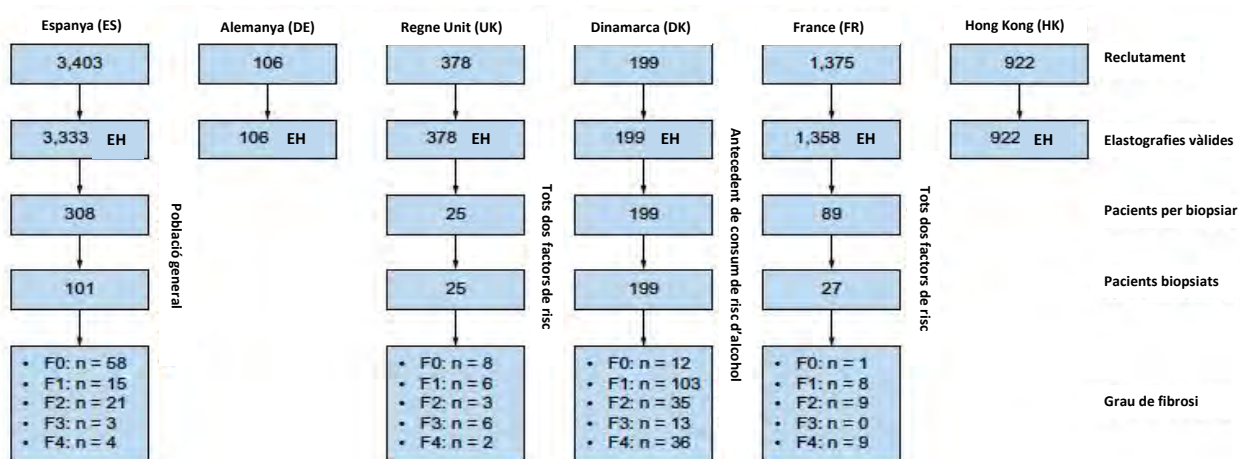 Espanya (ES)
Alemanya (DE)
Regne Unit (UK)
Dinamarca (DK)
France (FR)
Hong Kong (HK)
3,403
106
378
199
1,375
922
Reclutament
3,333 EH
106 EH
378 EH
199 EH
1,358 EH
922 EH
Elastografies vàlides
308
25
199
89
Pacients per biopsiar
Població general
Tots dos factors de risc
Antecedent de consum de risc d'alcohol
Tots dos factors de risc
101
25
199
27
Pacients biopsiats
• F0: n = 58
• F1: n = 15
• F2: n = 21
• F3: n = 3
• F4: n = 4
• F0: n = 8
• F1: n = 6
• F2: n = 3
• F3: n = 6
• F4: n = 2
• F0: n = 12
• F1: n = 103
• F2: n = 35
• F3: n = 13
• F4: n = 36
• F0: n = 1
• F1: n = 8
• F2: n = 9
• F3: n = 0
• F4: n = 9
Grau de fibrosi